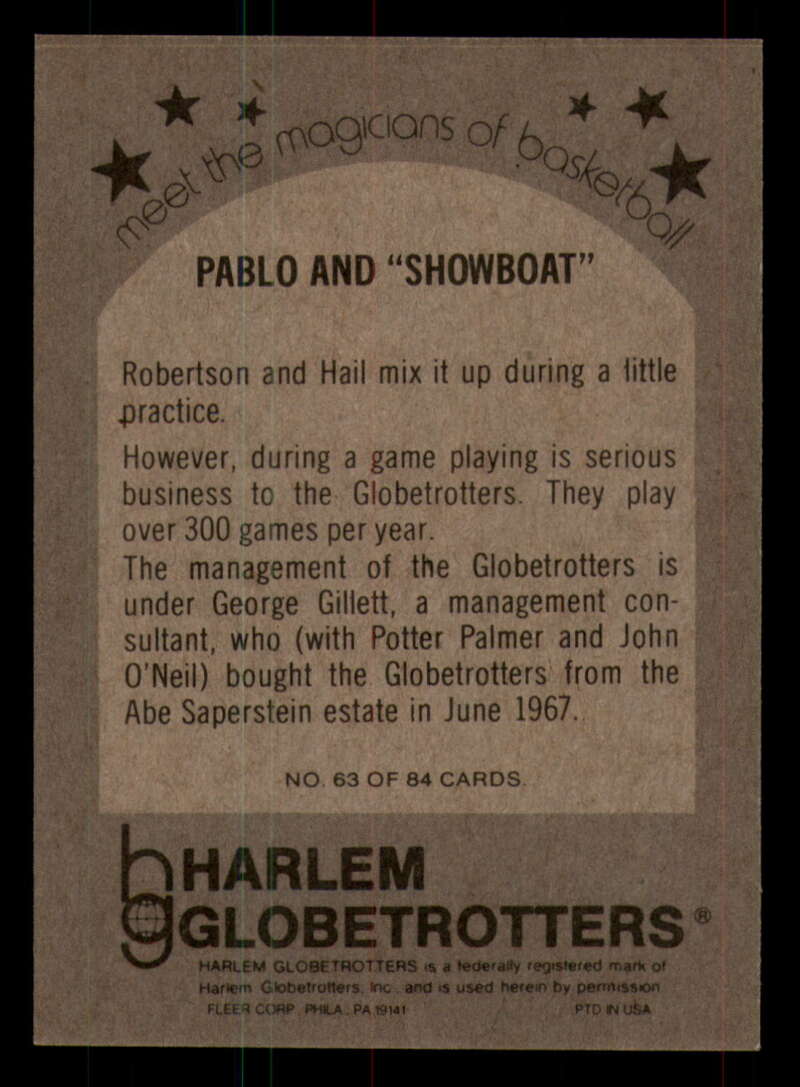 meet the magicians of basketball
PABLO AND “SHOWBOAT”
Robertson and Hail mix it up during a little
practice.
However, during a game playing is serious
business to the Globetrotters. They play
over 300 games per year.
The management of the Globetrotters is
under George Gillett, a management con-
sultant, who (with Potter Palmer and John
O'Neil) bought the Globetrotters from the
Abe Saperstein estate in June 1967.
NO. 63 OF 84 CARDS.
hg HARLEM
GLOBETROTTERS®
HARLEM GLOBETROTTERS is a federally registered mark of
Harlem Globetrotters, Inc. and is used herein by permission
FLEER CORP. PHILA., PA 19141 PTD IN USA